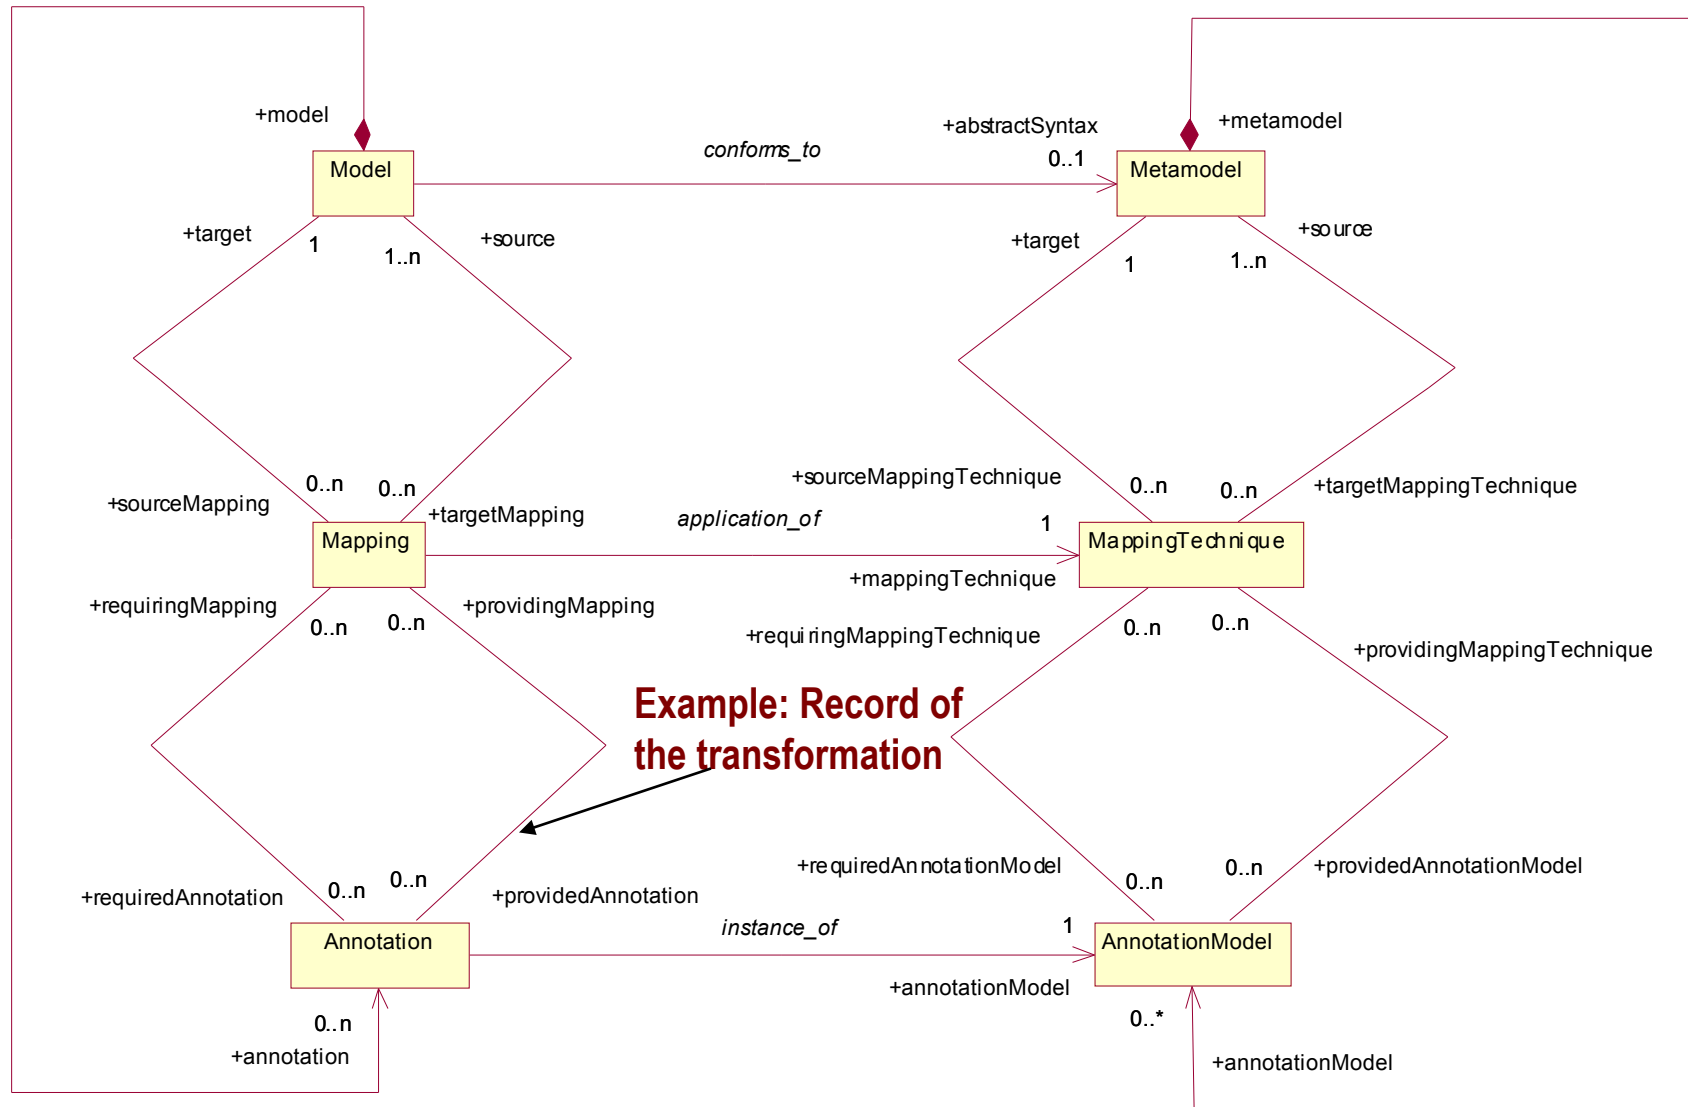 +model
+abstractSyntax
+metamodel
conforms_to
0..1
Model
Metamodel
+target
1
1..n
+source
+target
1
1..n
+source
+sourceMapping
0..n
0..n
+targetMapping
+sourceMappingTechnique
0..n
0..n
+targetMappingTechnique
application_of
1
Mapping
MappingTechnique
+mappingTechnique
+requiringMapping
0..n
0..n
+providingMapping
+requiringMappingTechnique
0..n
0..n
+providingMappingTechnique
Example: Record of
the transformation
+requiredAnnotation
0..n
0..n
+providedAnnotation
+requiredAnnotationModel
0..n
0..n
+providedAnnotationModel
instance_of
1
Annotation
AnnotationModel
+annotationModel
0..n
+annotation
0..*
+annotationModel